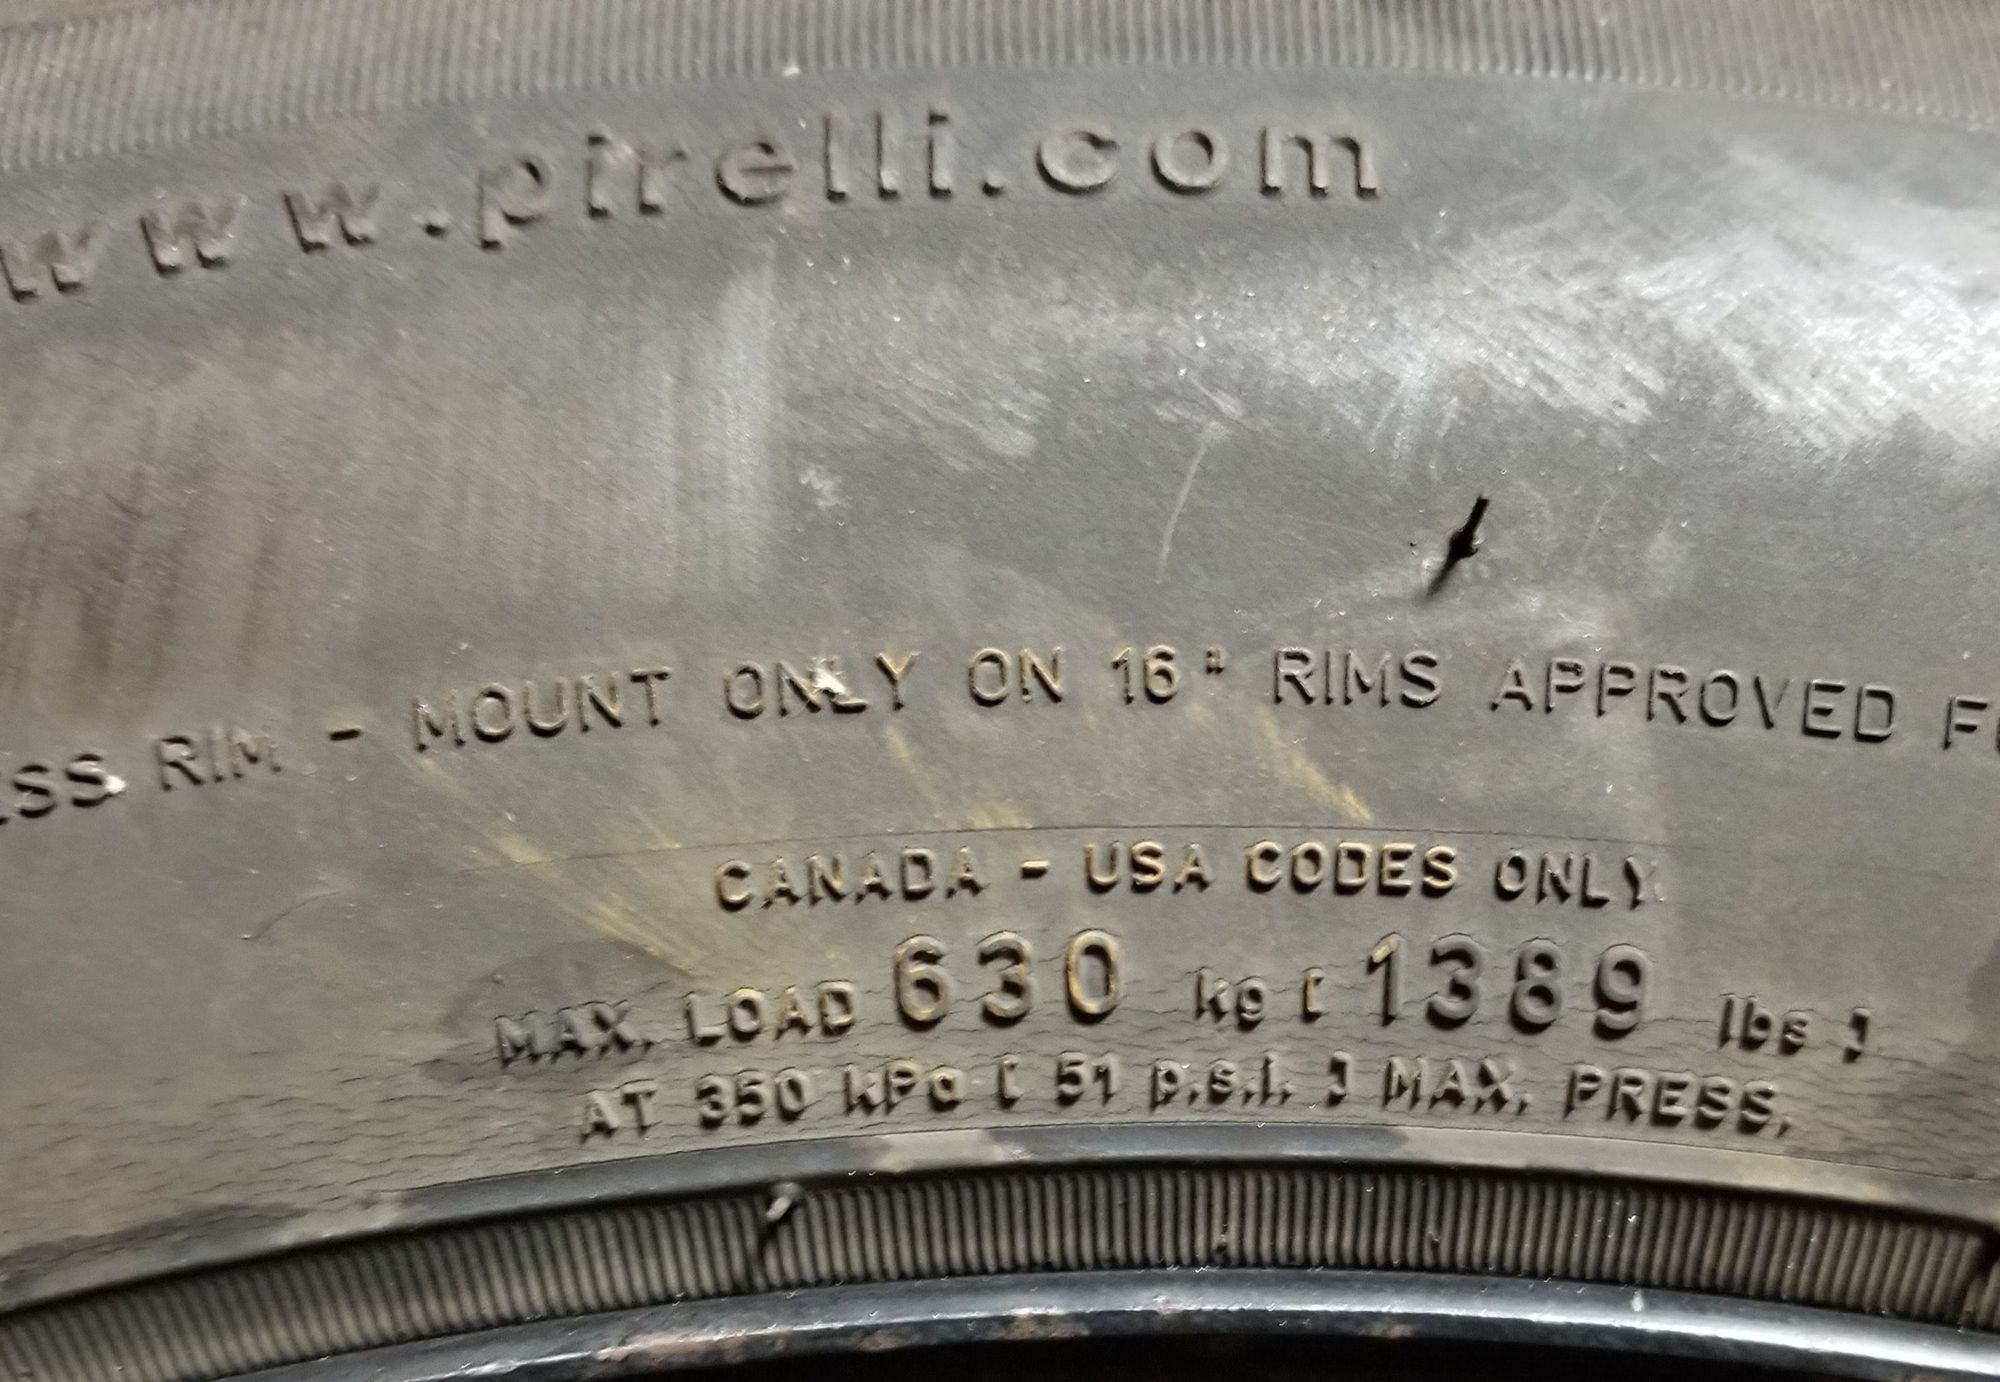 www.pirelli.com
RIM - MOUNT ONLY ON 16" RIMS APPROVED
CANADA - USA CODES ONLY
MAX. LOAD 630 kg [ 1389 lbs ]
AT 350 kPa [ 51 p.s.i. ] MAX. PRESS.